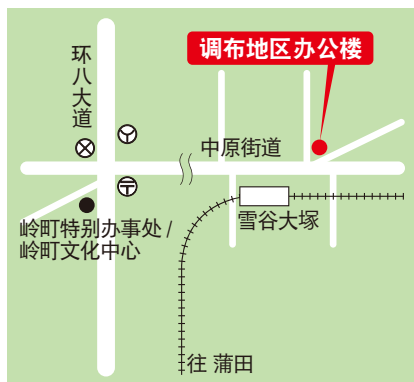 调布地区办公楼
环八大道
中原街道
雪谷大塚
岭町特别办事处/
岭町文化中心
往 蒲田